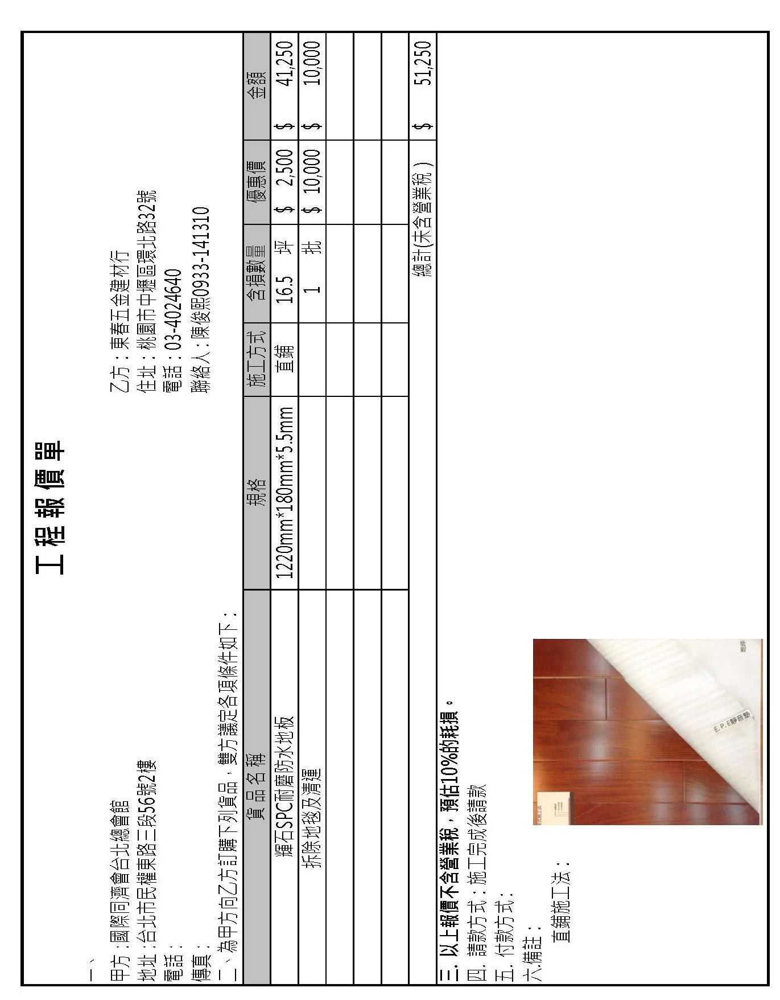 工程報價單
一、
甲方：國際同濟會台北總會館 乙方：東春五金建材行
地址：台北市民權東路三段56號2樓 住址：桃園市中壢區環北路32號
電話： 電話：03-4024640
傳真： 聯絡人：陳俊熙0933-141310
二、為甲方向乙方訂購下列貨品，雙方議定各項條件如下：
貨品名稱 規格 施工方式 含損數量 優惠價 金額
輝石SPC耐磨防水地板 1220mm*180mm*5.5mm 直鋪 16.5 坪 $ 2,500 $ 41,250
拆除地毯及清運 1 批 $ 10,000 $ 10,000
總計(未含營業稅) $ 51,250
三. 以上報價不含營業稅，預估10%的耗損。
四. 請款方式：施工完成後請款
五. 付款方式：
六.備註：
直鋪施工法：
E.P.E靜音墊